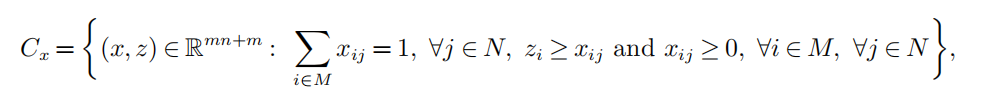 $C_x = \left\{ (x, z) \in \mathbb{R}^{mn+m} : \sum_{i \in M} x_{ij} = 1, \ \forall j \in N, \ z_i \geq x_{ij} \text{ and } x_{ij} \geq 0, \ \forall i \in M, \ \forall j \in N \right\},$